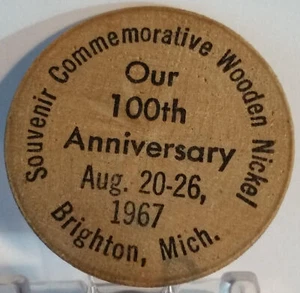 Souvenir Commemorative Wooden Nickel
Our
100th
Anniversary
Aug. 20-26,
1967
Brighton, Mich.